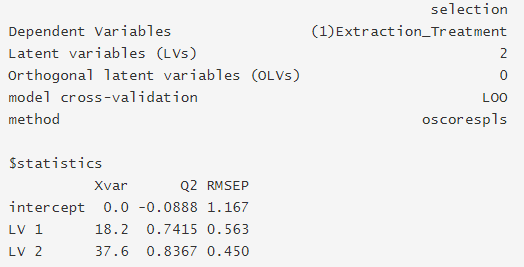 selection
Dependent Variables (1)Extraction_Treatment
Latent variables (LVs) 2
Orthogonal latent variables (OLVs) 0
model cross-validation LOO
method oscorespls
$statistics
Xvar Q2 RMSEP
intercept 0.0 -0.0888 1.167
LV 1 18.2 0.7415 0.563
LV 2 37.6 0.8367 0.450